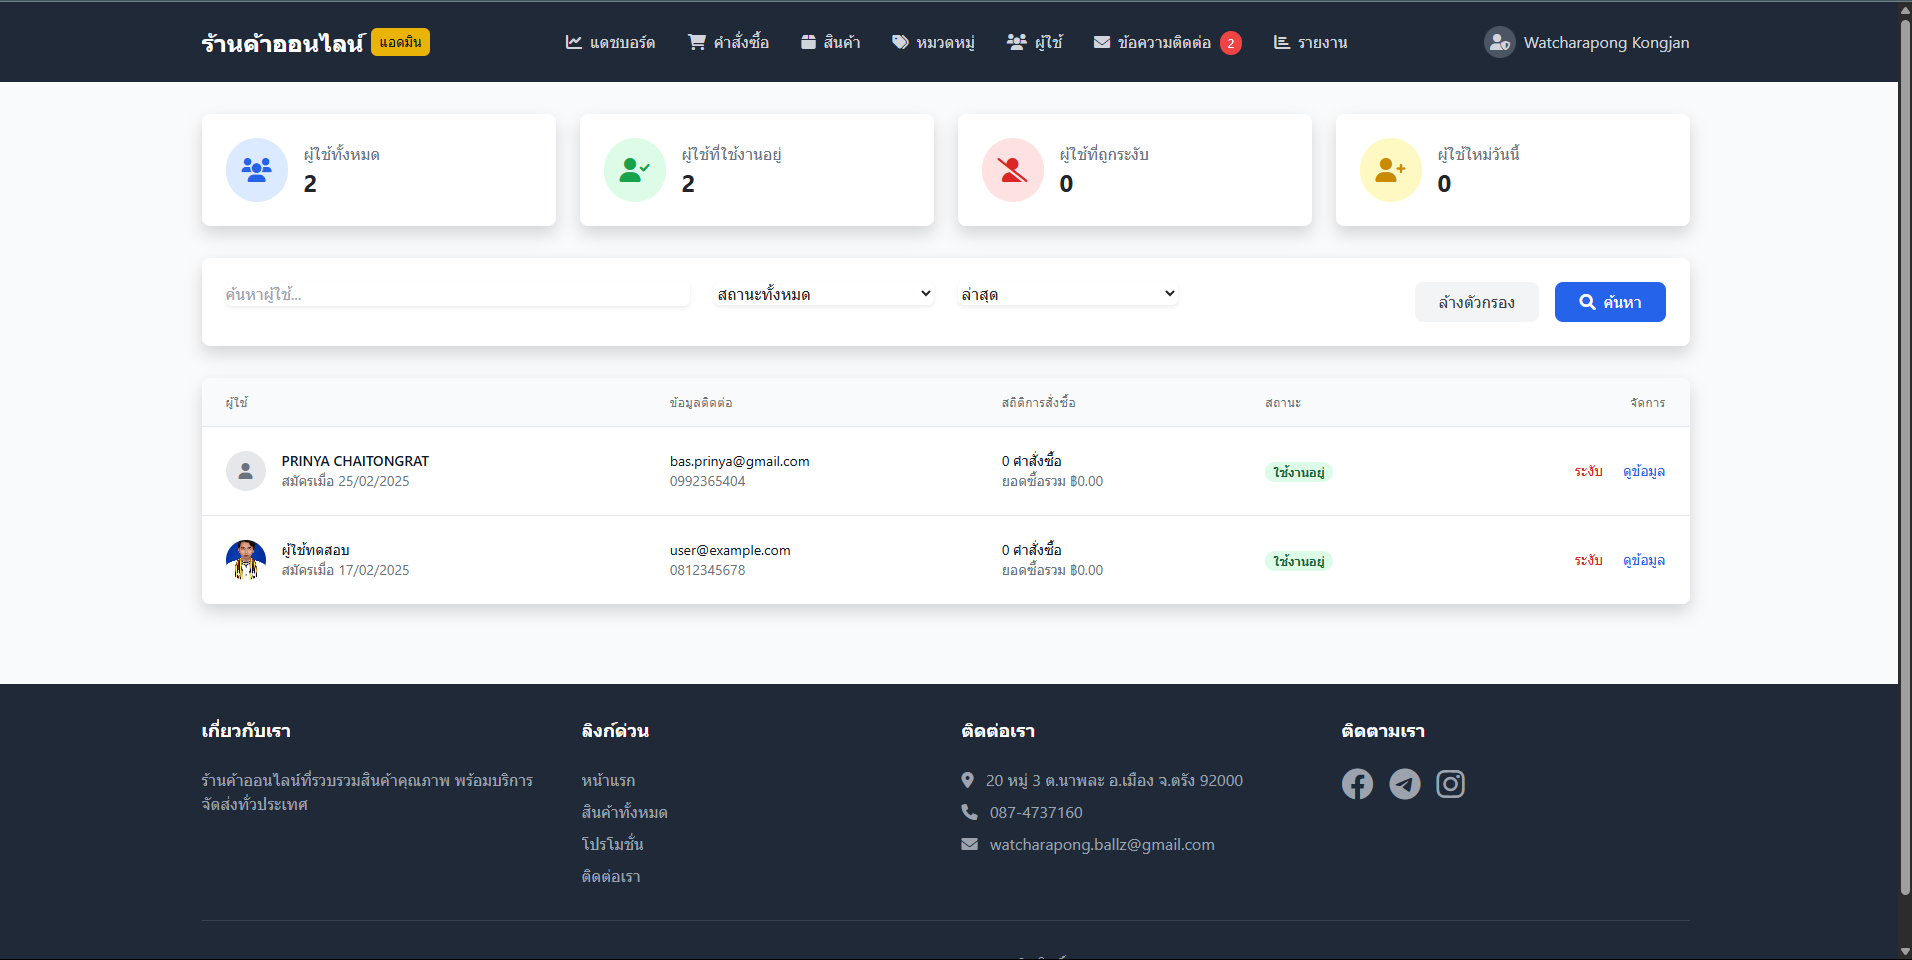 ร้านค้าออนไลน์ แอดมิน
แดชบอร์ด คำสั่งซื้อ สินค้า หมวดหมู่ ผู้ใช้ ข้อความติดต่อ 2 รายงาน
Watcharapong Kongjan
ผู้ใช้ทั้งหมด
2
ผู้ใช้ที่ใช้งานอยู่
2
ผู้ใช้ที่ถูกระงับ
0
ผู้ใช้ใหม่วันนี้
0
ค้นหาผู้ใช้... สถานะทั้งหมด ล่าสุด ล้างตัวกรอง ค้นหา
ผู้ใช้ ข้อมูลติดต่อ สถิติการสั่งซื้อ สถานะ จัดการ
PRINYA CHAITONGRAT
สมัครเมื่อ 25/02/2025
bas.prinya@gmail.com
0992365404
0 คำสั่งซื้อ
ยอดซื้อรวม ฿0.00
ใช้งานอยู่
ระงับ ดูข้อมูล
ผู้ใช้ทดสอบ
สมัครเมื่อ 17/02/2025
user@example.com
0812345678
0 คำสั่งซื้อ
ยอดซื้อรวม ฿0.00
ใช้งานอยู่
ระงับ ดูข้อมูล
เกี่ยวกับเรา
ร้านค้าออนไลน์ที่รวบรวมสินค้าคุณภาพ พร้อมบริการ
จัดส่งทั่วประเทศ
ลิงก์ด่วน
หน้าแรก
สินค้าทั้งหมด
โปรโมชั่น
ติดต่อเรา
ติดต่อเรา
20 หมู่ 3 ต.นาพละ อ.เมือง จ.ตรัง 92000
087-4737160
watcharapong.ballz@gmail.com
ติดตามเรา